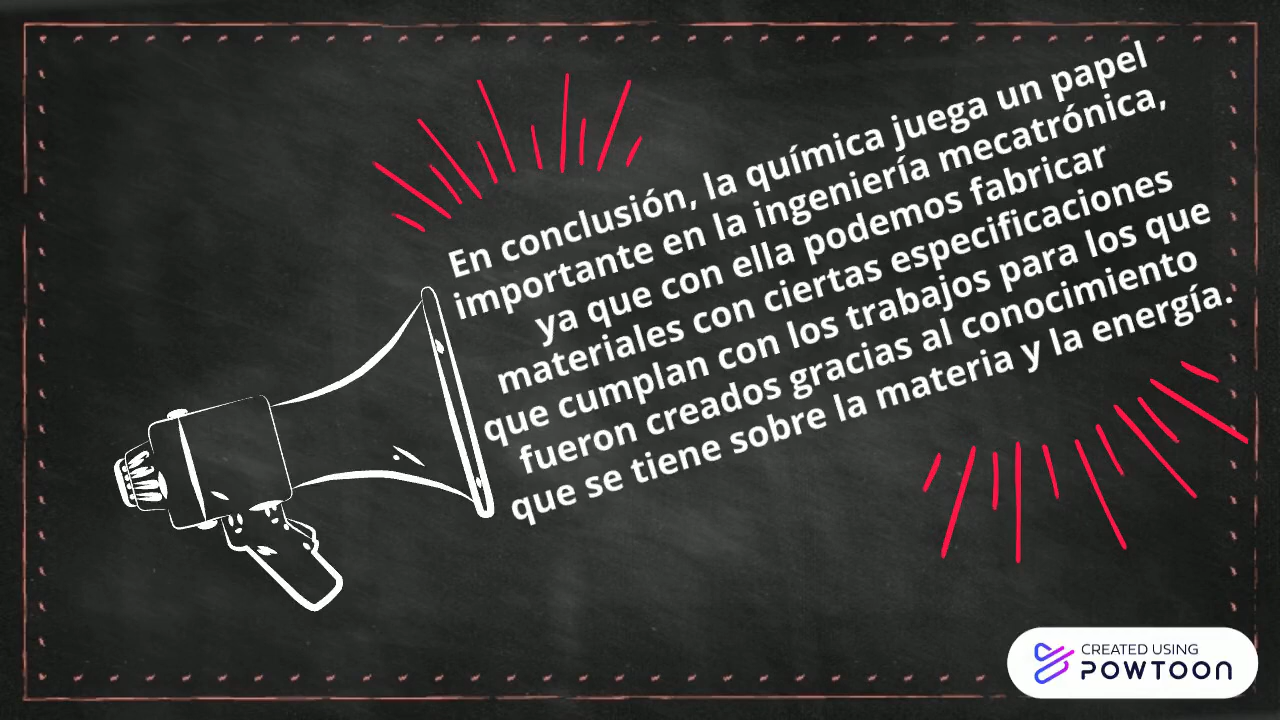 En conclusión, la química juega un papel
importante en la ingeniería mecatrónica,
ya que con ella podemos fabricar
materiales con ciertas especificaciones
que cumplan con los trabajos para los que
fueron creados gracias al conocimiento
que se tiene sobre la materia y la energía.
CREATED USING
POWTOON